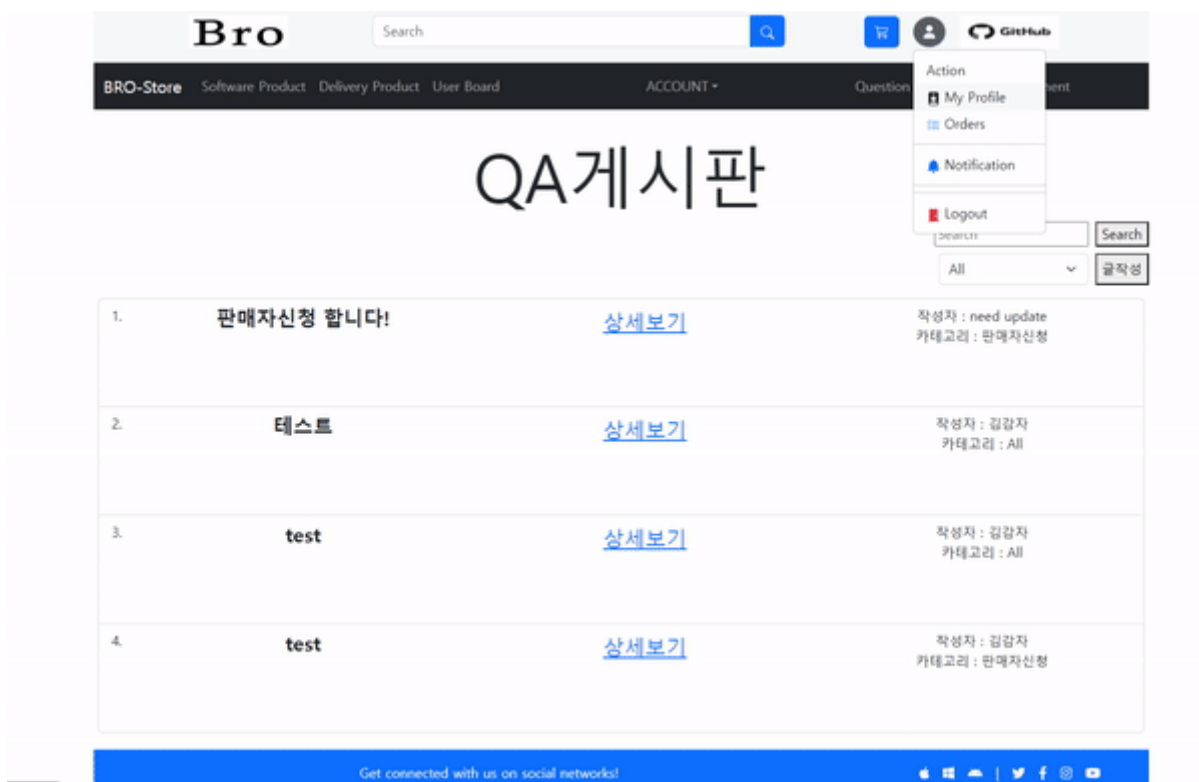 Bro
Search
GitHub
BRO-Store Software Product Delivery Product User Board ACCOUNT Question
Action
My Profile
Orders
Notification
Logout
QA게시판
Search Search
All 글작성
1. 판매자신청 합니다! 상세보기 작성자 : need update
카테고리 : 판매자신청
2. 테스트 상세보기 작성자 : 김감자
카테고리 : All
3. test 상세보기 작성자 : 김감자
카테고리 : All
4. test 상세보기 작성자 : 김감자
카테고리 : 판매자신청
Get connected with us on social networks!